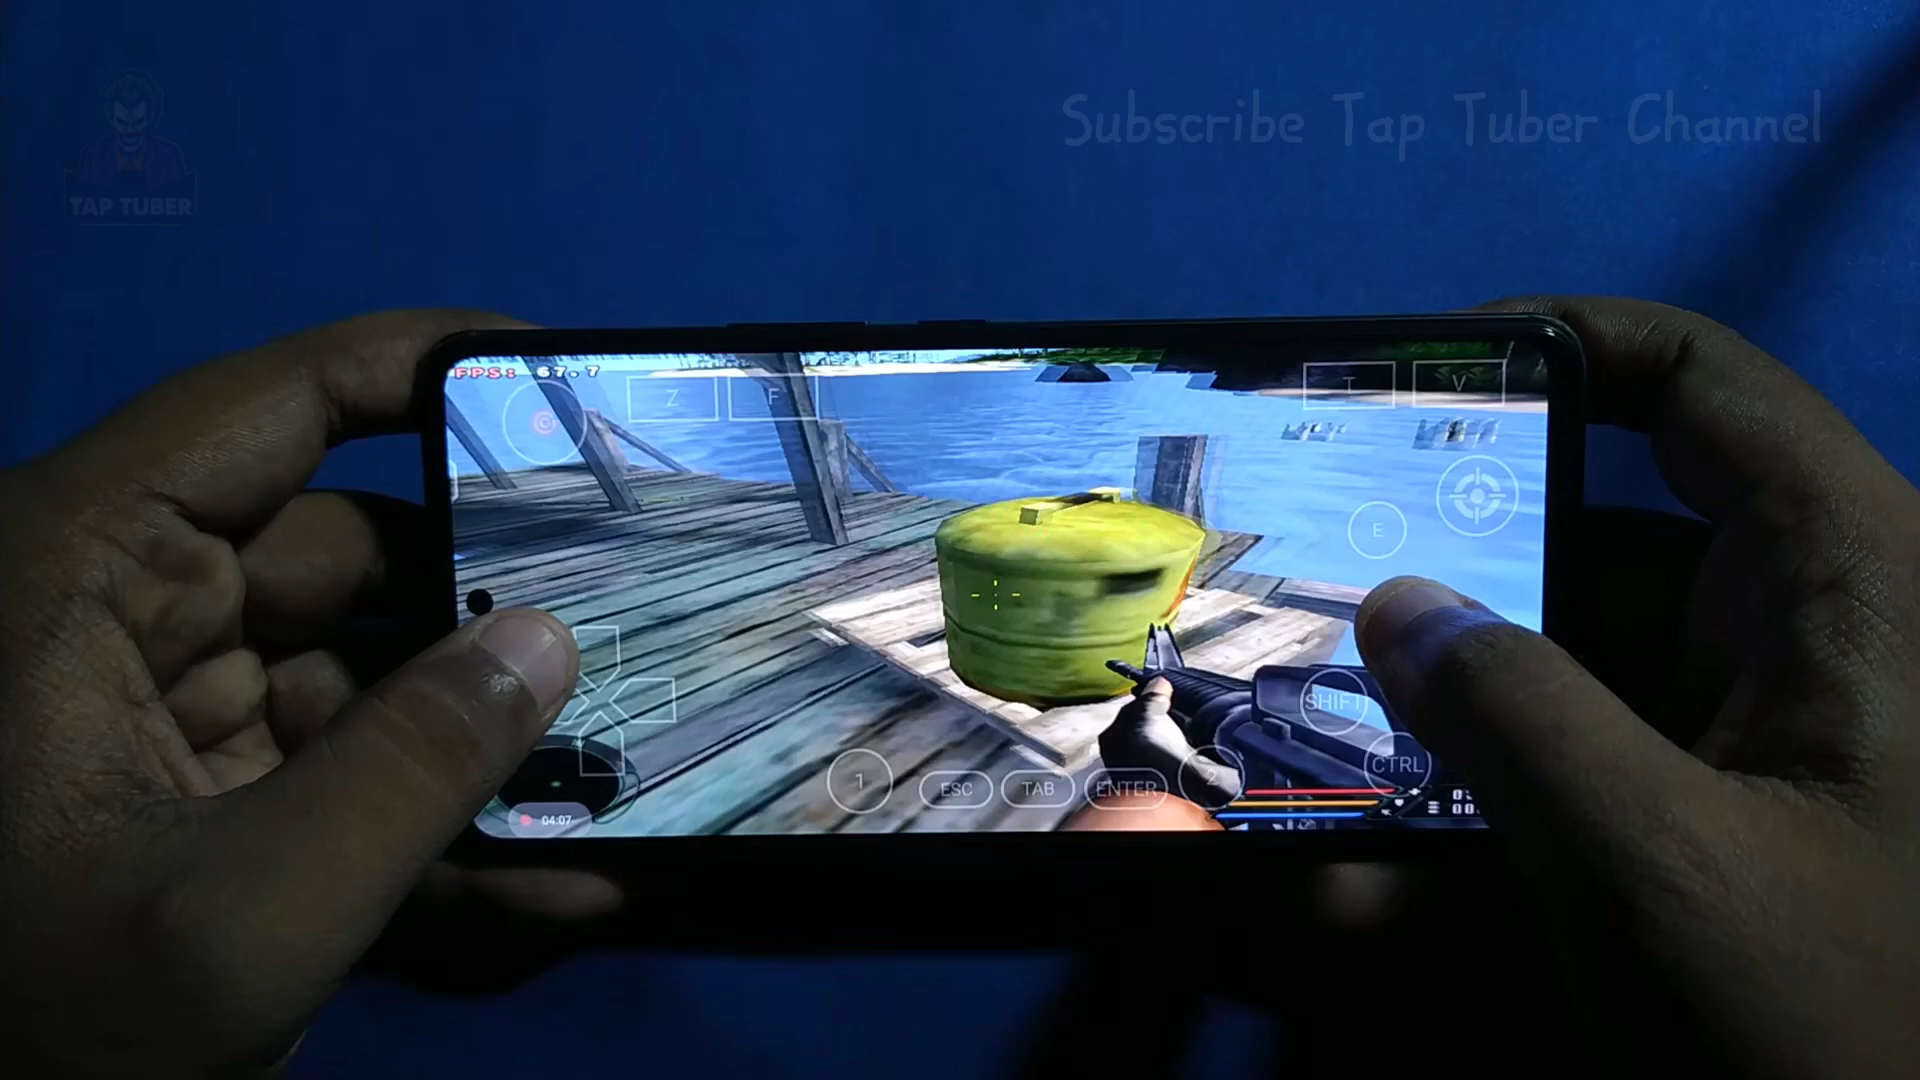 Subscribe Tap Tuber Channel
TAP TUBER
FPS: 67.7
Z
F
T
V
E
SHIFT
CTRL
1
ESC
TAB
ENTER
2
04:07